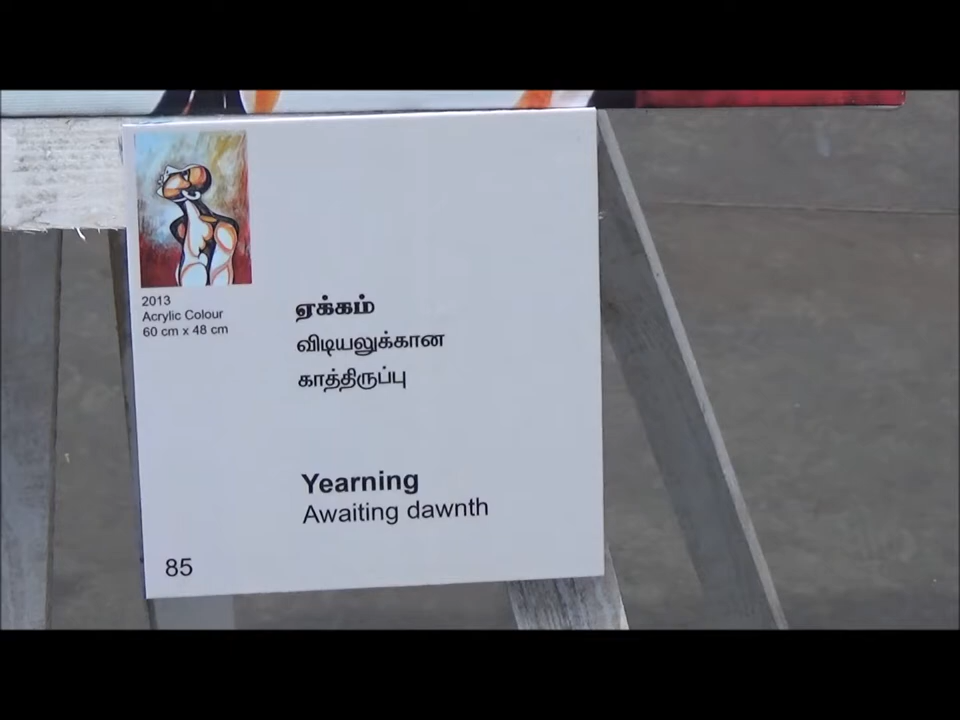 2013
Acrylic Colour
60 cm x 48 cm
ஏக்கம்
விடியலுக்கான
காத்திருப்பு
Yearning
Awaiting dawnth
85